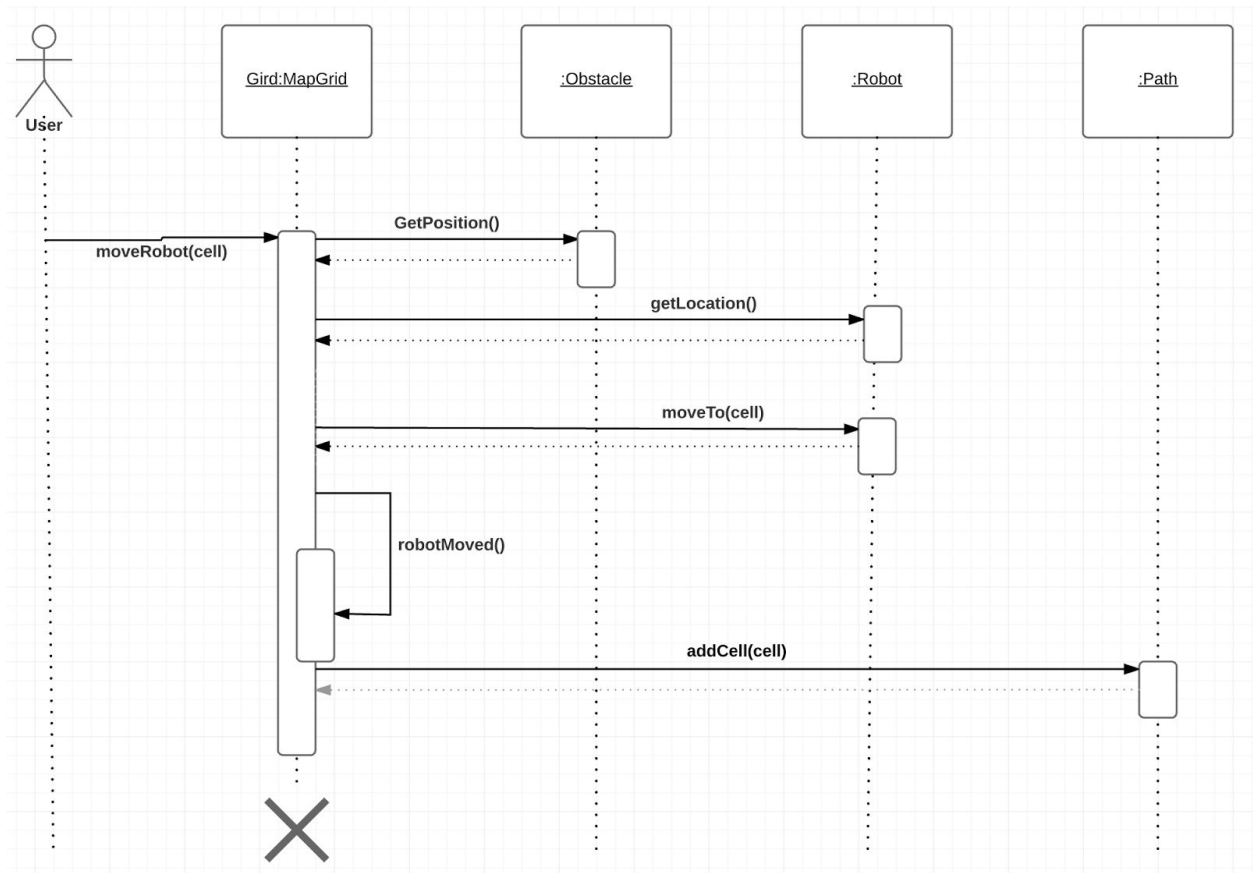 Gird:MapGrid
:Obstacle
:Robot
:Path
User
GetPosition()
moveRobot(cell)
getLocation()
moveTo(cell)
robotMoved()
addCell(cell)